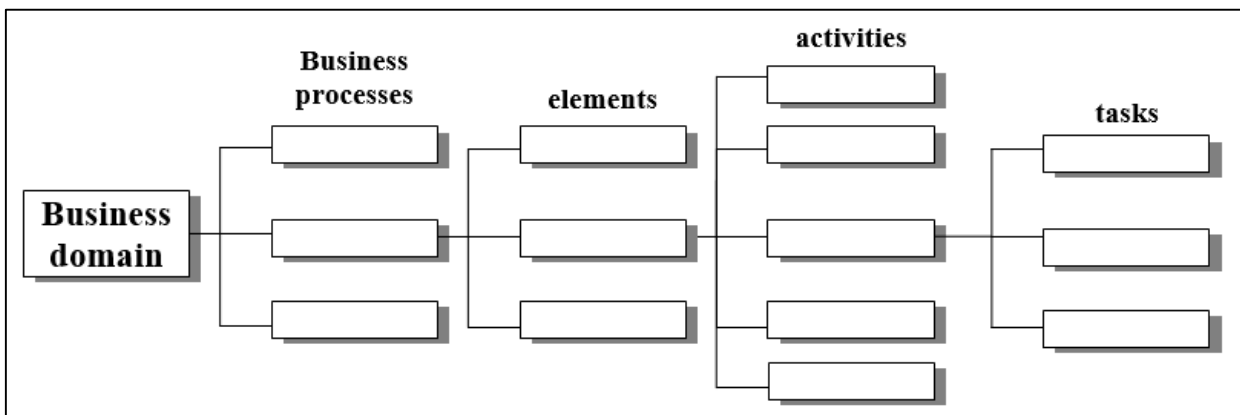 Business
domain
Business
processes
elements
activities
tasks